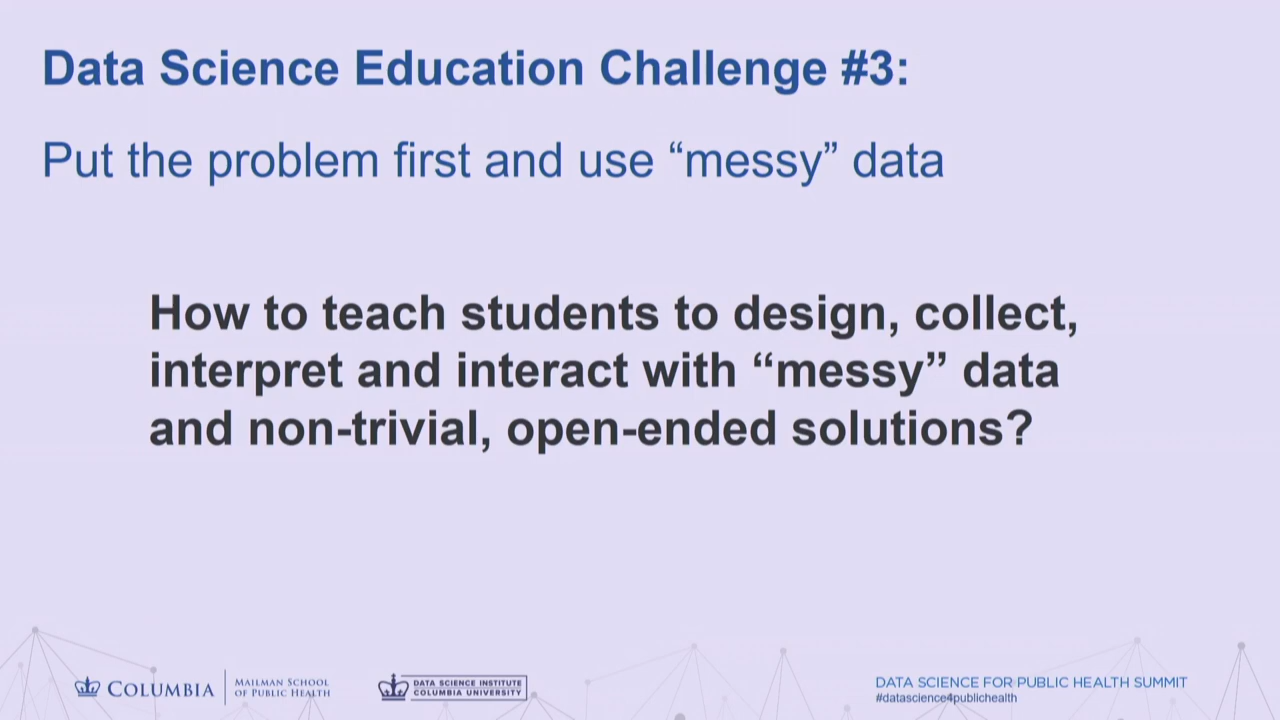 Data Science Education Challenge #3:
Put the problem first and use “messy” data
How to teach students to design, collect,
interpret and interact with “messy” data
and non-trivial, open-ended solutions?
COLUMBIA
MAILMAN SCHOOL
OF PUBLIC HEALTH
DATA SCIENCE INSTITUTE
COLUMBIA UNIVERSITY
DATA SCIENCE FOR PUBLIC HEALTH SUMMIT
#datascience4publichealth